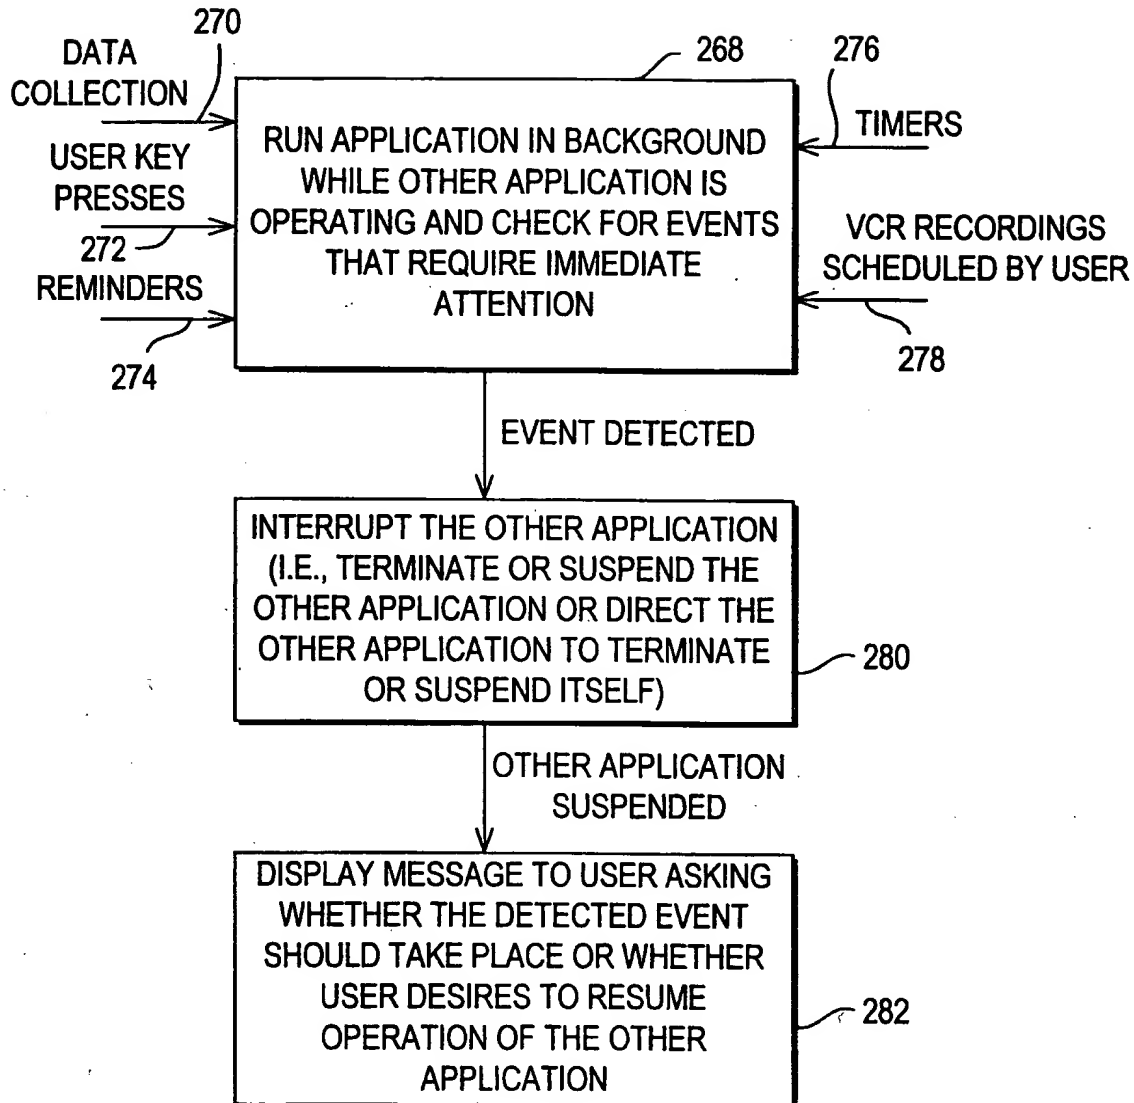 270
DATA
COLLECTION
268
276
TIMERS
RUN APPLICATION IN BACKGROUND
WHILE OTHER APPLICATION IS
OPERATING AND CHECK FOR EVENTS
THAT REQUIRE IMMEDIATE
ATTENTION
USER KEY
PRESSES
272
REMINDERS
274
VCR RECORDINGS
SCHEDULED BY USER
278
EVENT DETECTED
INTERRUPT THE OTHER APPLICATION
(I.E., TERMINATE OR SUSPEND THE
OTHER APPLICATION OR DIRECT THE
OTHER APPLICATION TO TERMINATE
OR SUSPEND ITSELF)
280
OTHER APPLICATION
SUSPENDED
DISPLAY MESSAGE TO USER ASKING
WHETHER THE DETECTED EVENT
SHOULD TAKE PLACE OR WHETHER
USER DESIRES TO RESUME
OPERATION OF THE OTHER
APPLICATION
282